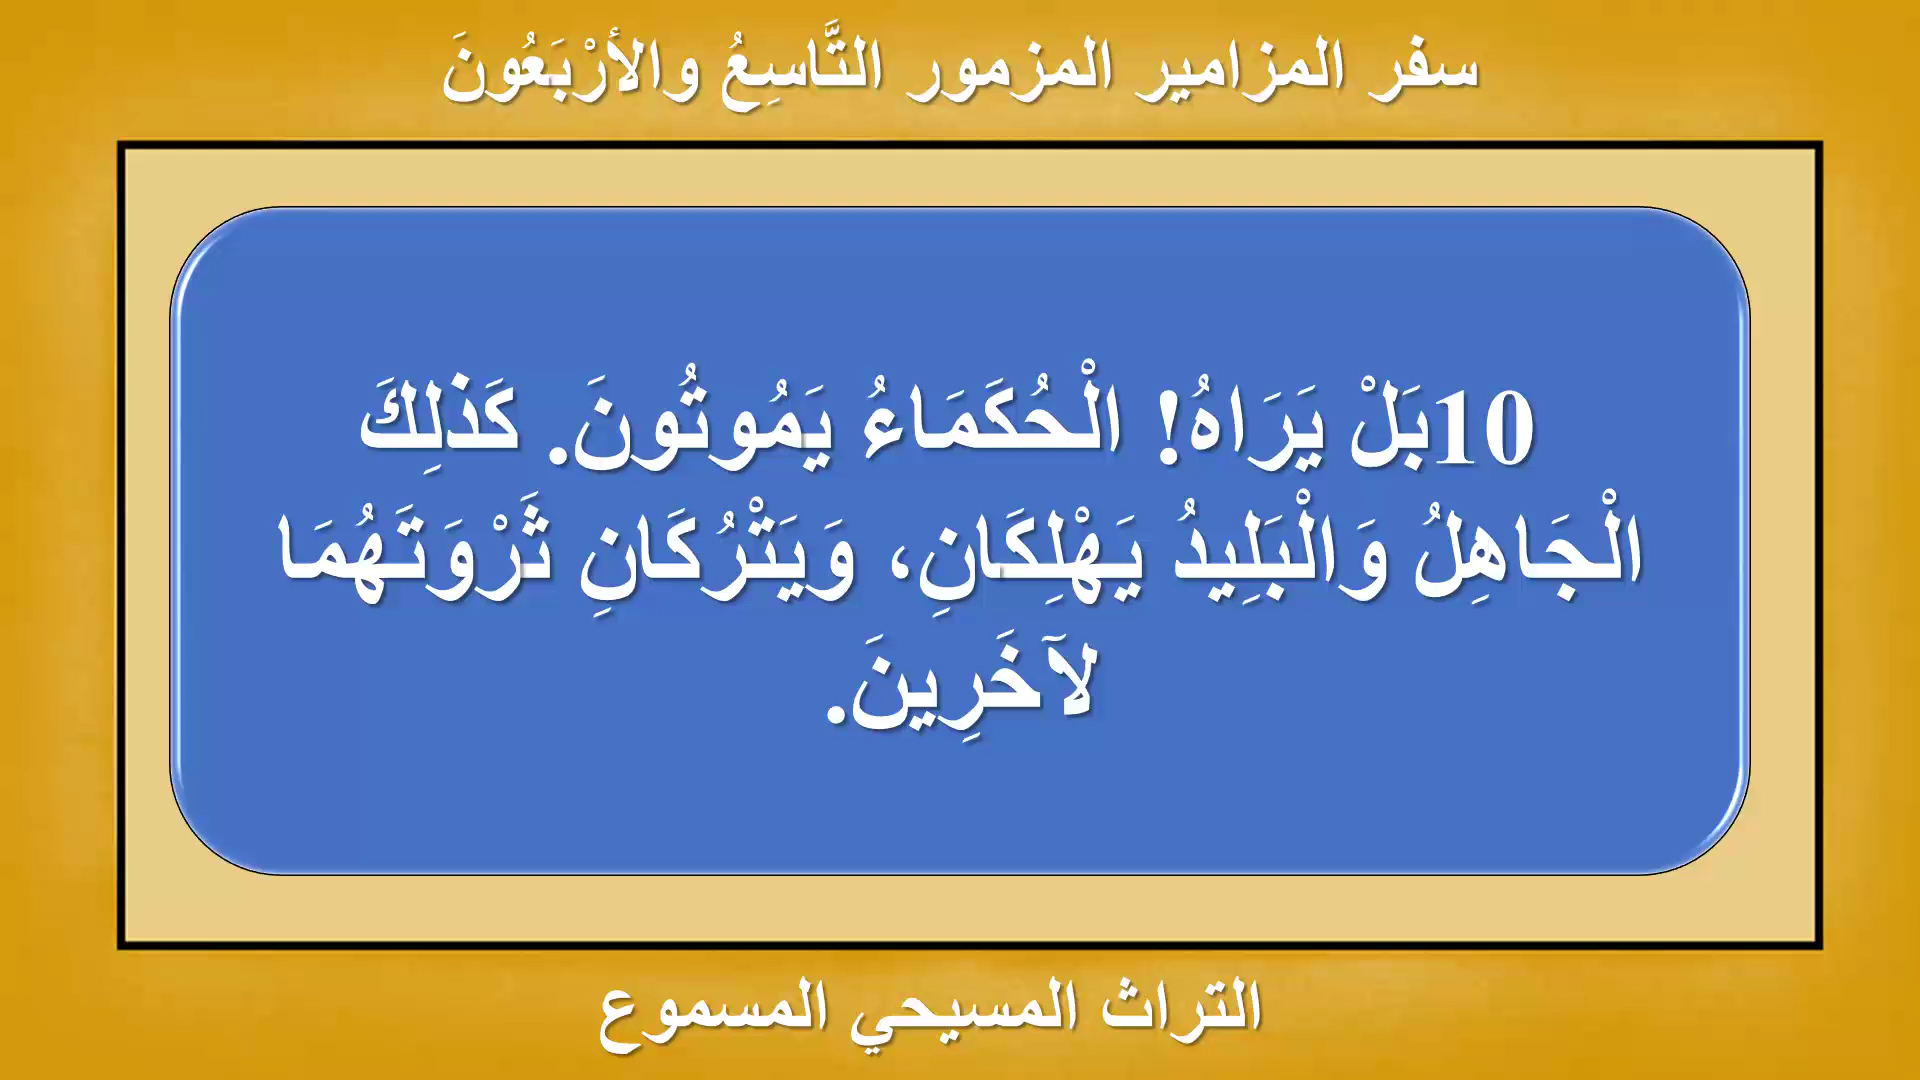 سفر المزامير المزمور التَّاسِعُ والأرْبَعُونَ
10بَلْ يَرَاهُ! الْحُكَمَاءُ يَمُوتُونَ. كَذلِكَ
الْجَاهِلُ وَالْبَلِيدُ يَهْلِكَانِ، وَيَتْرُكَانِ ثَرْوَتَهُمَا
لآخَرِينَ.
التراث المسيحي المسموع